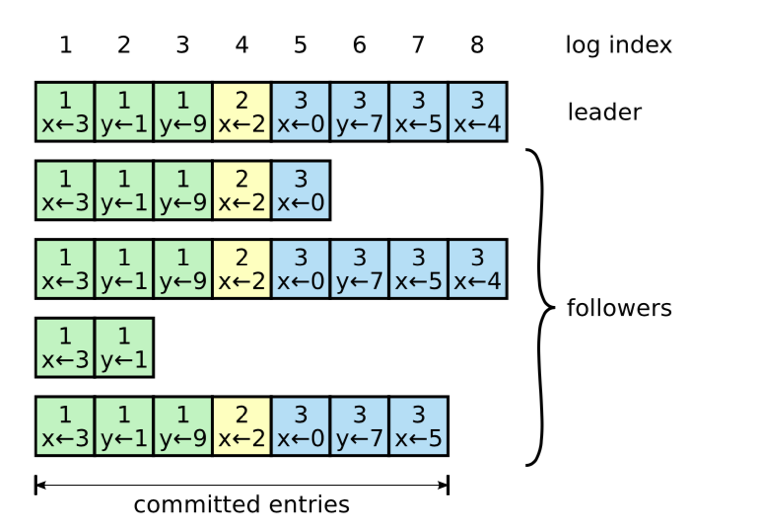 1 2 3 4 5 6 7 8 log index
1 1 1 2 3 3 3 3
x←3 y←1 y←9 x←2 x←0 y←7 x←5 x←4
leader
1 1 1 2 3
x←3 y←1 y←9 x←2 x←0
1 1 1 2 3 3 3 3
x←3 y←1 y←9 x←2 x←0 y←7 x←5 x←4
followers
1 1
x←3 y←1
1 1 1 2 3 3 3
x←3 y←1 y←9 x←2 x←0 y←7 x←5
committed entries